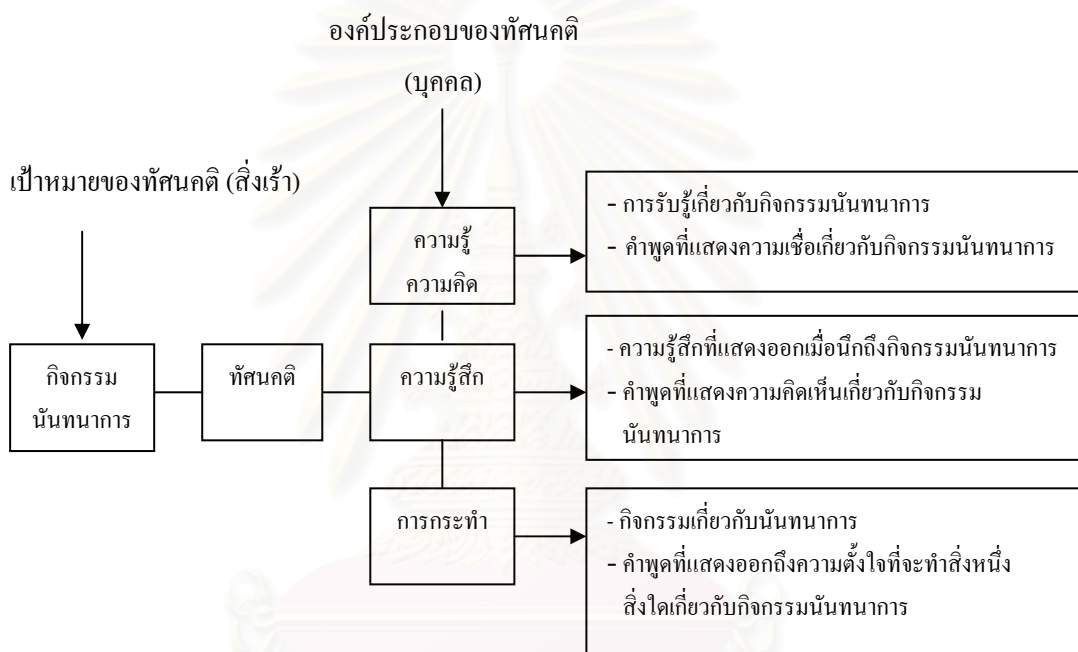 องค์ประกอบของทัศนคติ
(บุคคล)
เป้าหมายของทัศนคติ (สิ่งเร้า)
ความรู้
ความคิด
- การรับรู้เกี่ยวกับกิจกรรมนันทนาการ
- คำพูดที่แสดงความเชื่อเกี่ยวกับกิจกรรมนันทนาการ
กิจกรรม
นันทนาการ
ทัศนคติ
ความรู้สึก
- ความรู้สึกที่แสดงออกเมื่อนึกถึงกิจกรรมนันทนาการ
- คำพูดที่แสดงความคิดเห็นเกี่ยวกับกิจกรรม
นันทนาการ
การกระทำ
- กิจกรรมเกี่ยวกับนันทนาการ
- คำพูดที่แสดงออกถึงความตั้งใจที่จะทำสิ่งหนึ่ง
สิ่งใดเกี่ยวกับกิจกรรมนันทนาการ